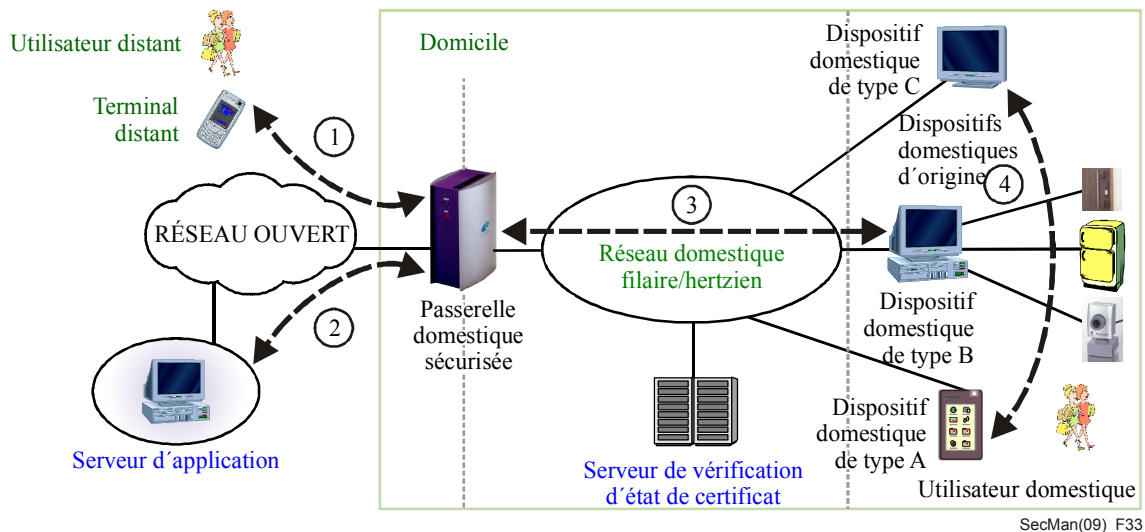 Utilisateur distant
Terminal
distant
1
RÉSEAU OUVERT
2
Serveur d´application
Domicile
Passerelle
domestique
sécurisée
3
Réseau domestique
filaire/hertzien
Serveur de vérification
d´état de certificat
Dispositif
domestique
de type C
Dispositifs
domestiques
d´origine
4
Dispositif
domestique
de type B
Dispositif
domestique
de type A
Utilisateur domestique
SecMan(09)_F33